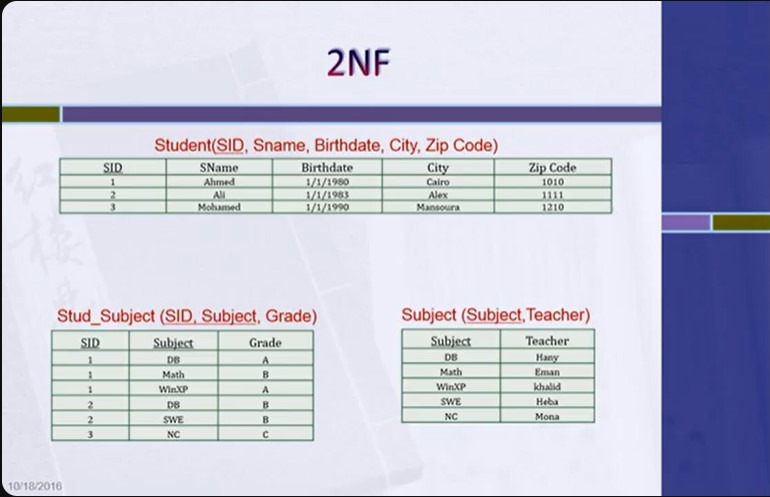 2NF
Student(SID, Sname, Birthdate, City, Zip Code)
SID SName Birthdate City Zip Code
1 Ahmed 1/1/1980 Cairo 1010
2 Ali 1/1/1983 Alex 1111
3 Mohamed 1/1/1990 Mansoura 1210
Stud_Subject (SID, Subject, Grade)
SID Subject Grade
1 DB A
1 Math B
1 WinXP A
2 DB B
2 SWE B
3 NC C
Subject (Subject,Teacher)
Subject Teacher
DB Hany
Math Eman
WinXP khalid
SWE Heba
NC Mona
10/18/2016
红楼